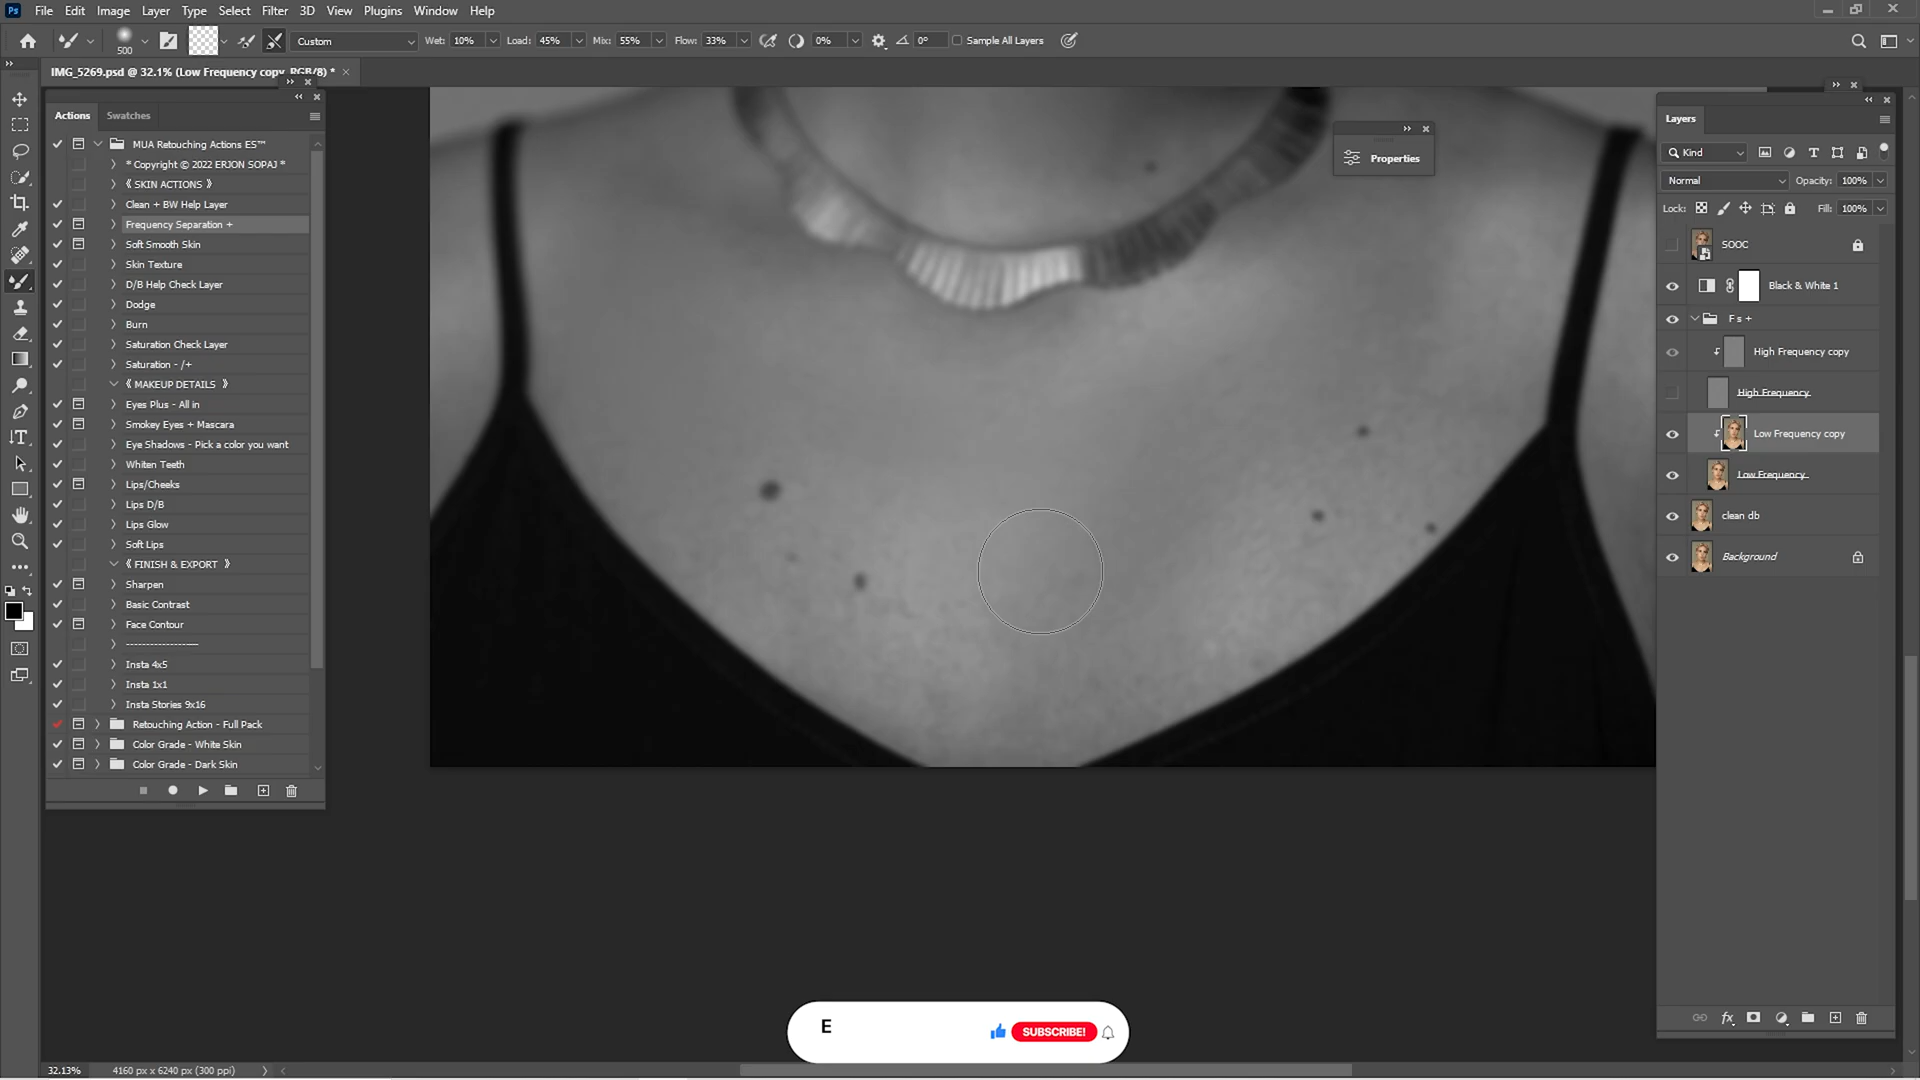 File Edit Image Layer Type Select Filter 3D View Plugins Window Help
500 Custom Wet: 10% Load: 45% Mix: 55% Flow: 33% 0% 0° Sample All Layers
IMG_5269.psd @ 32.1% (Low Frequency copy, RGB/8) *
Actions Swatches
MUA Retouching Actions ES™
* Copyright © 2022 ERJON SOPAJ *
《 SKIN ACTIONS 》
Clean + BW Help Layer
Frequency Separation +
Soft Smooth Skin
Skin Texture
D/B Help Check Layer
Dodge
Burn
Saturation Check Layer
Saturation - /+
《 MAKEUP DETAILS 》
Eyes Plus - All in
Smokey Eyes + Mascara
Eye Shadows - Pick a color you want
Whiten Teeth
Lips/Cheeks
Lips D/B
Lips Glow
Soft Lips
《 FINISH & EXPORT 》
Sharpen
Basic Contrast
Face Contour
--------------------
Insta 4x5
Insta 1x1
Insta Stories 9x16
Retouching Action - Full Pack
Color Grade - White Skin
Color Grade - Dark Skin
Properties
Layers
Kind
Normal Opacity: 100%
Lock: Fill: 100%
SOOC
Black & White 1
F s +
High Frequency copy
High Frequency
Low Frequency copy
Low Frequency
clean db
Background
E SUBSCRIBE!
32.13% 4160 px x 6240 px (300 ppi)